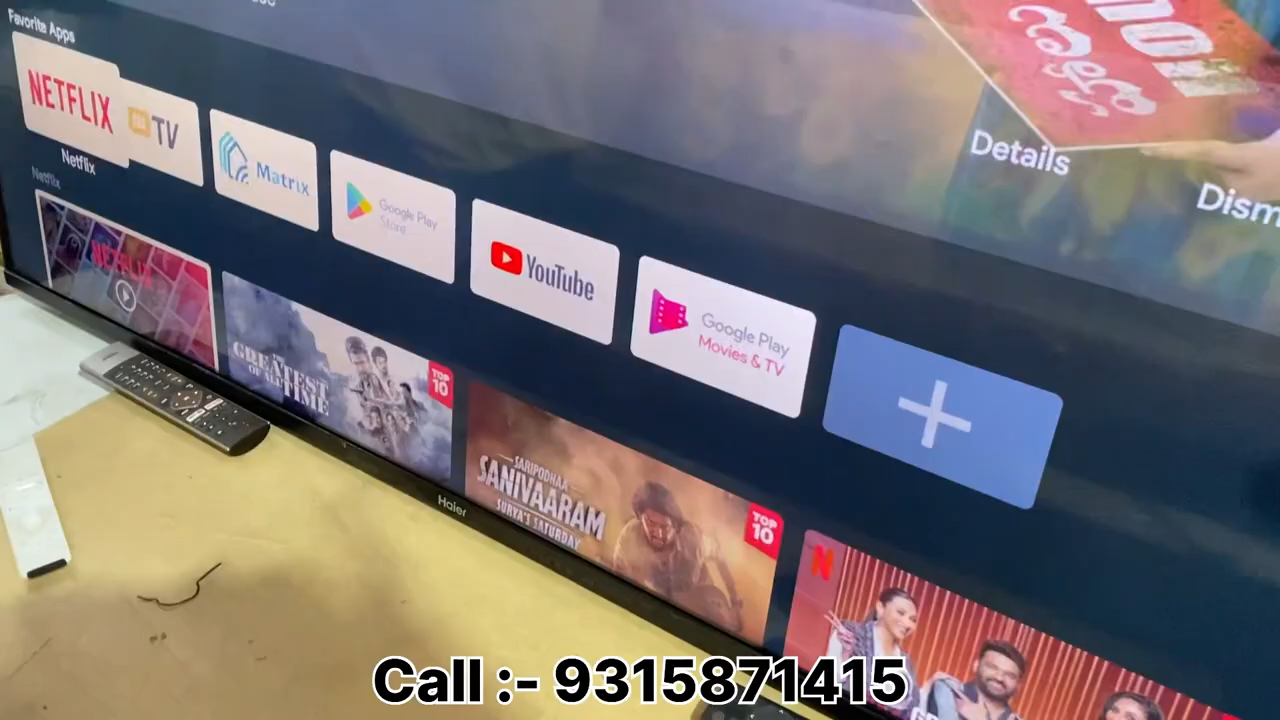 Favorite Apps
NETFLIX
TV
Matrix
Google Play
Store
YouTube
Google Play
Movies & TV
Netflix
Netflix
Details
NETFLIX
THE
GREATEST
OF ALL TIME
TOP
10
SARIPODHAA
SANIVAARAM
SURYA'S SATURDAY
TOP
10
N
Haier
Call :- 9315871415